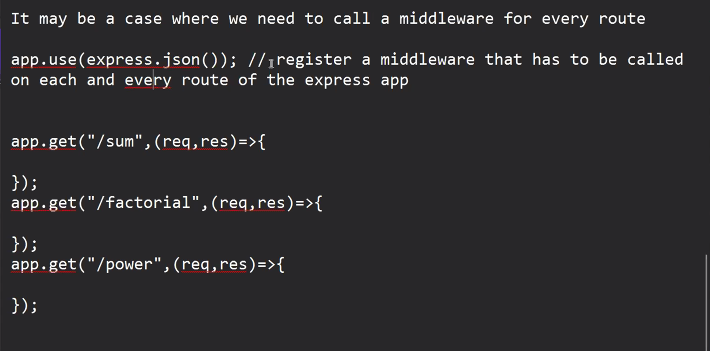 It may be a case where we need to call a middleware for every route
app.use(express.json()); // register a middleware that has to be called
on each and every route of the express app
app.get("/sum",(req,res)=>{
});
app.get("/factorial",(req,res)=>{
});
app.get("/power",(req,res)=>{
});